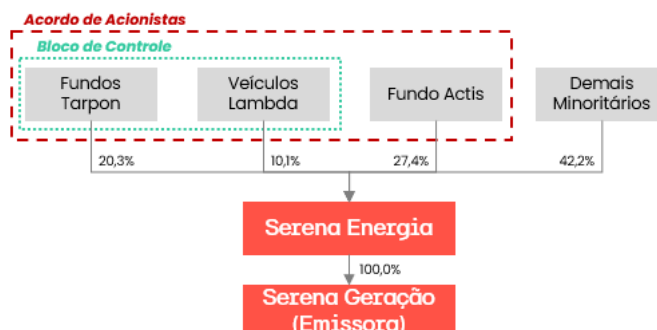 Acordo de Acionistas
Bloco de Controle
Fundos
Tarpon
Veículos
Lambda
Fundo Actis
Demais
Minoritários
20,3%
10,1%
27,4%
42,2%
Serena Energia
100,0%
Serena Geração
(Emissora)